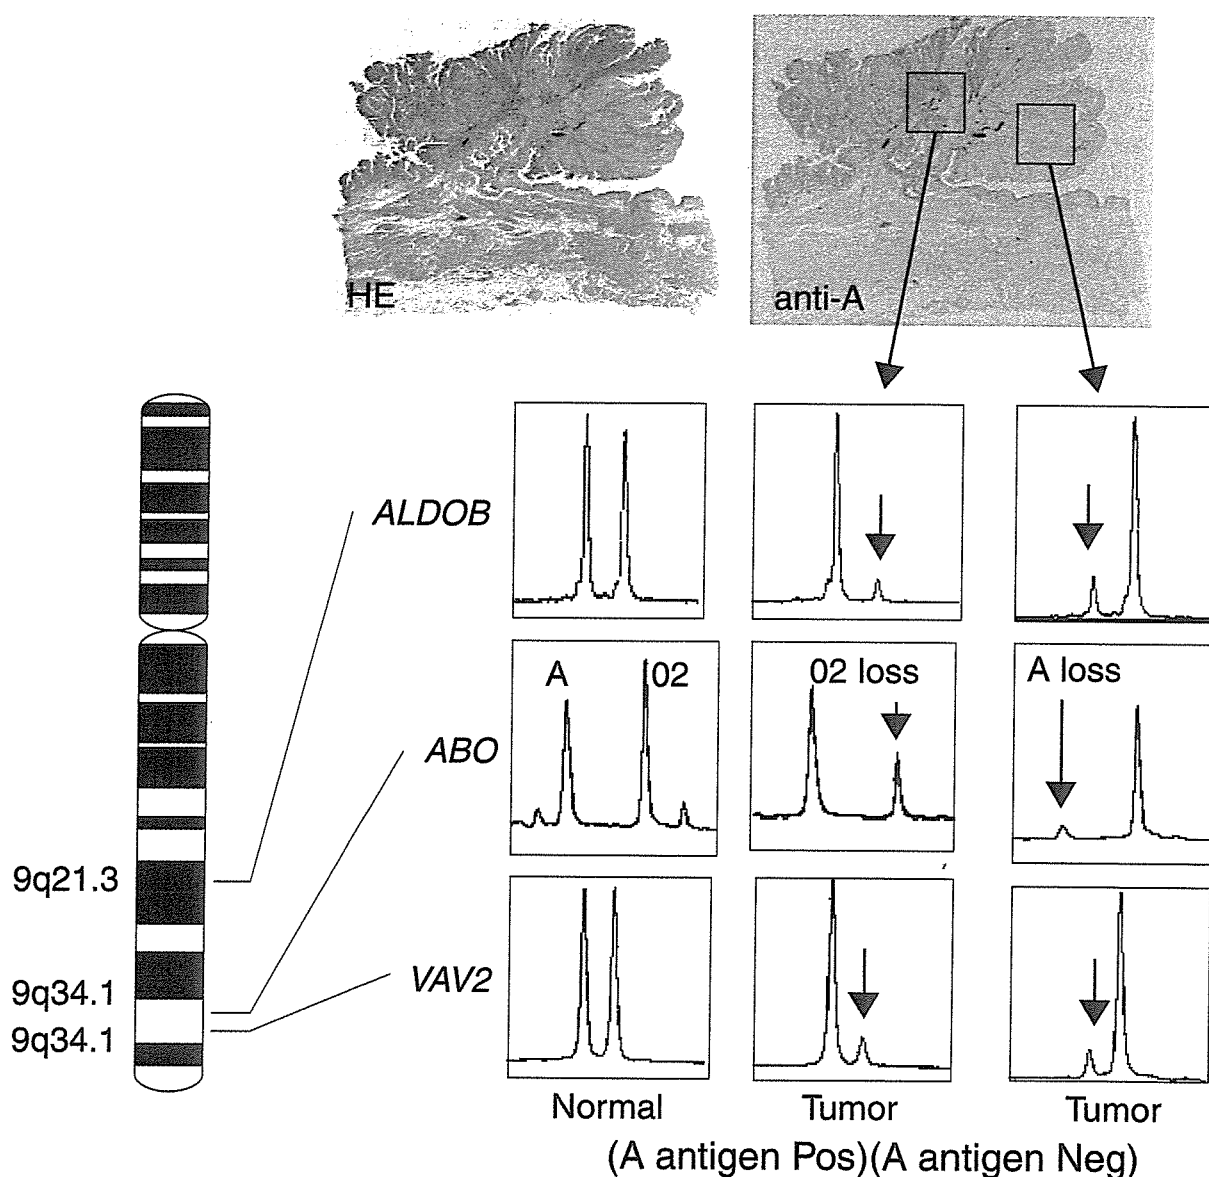 HE
anti-A
ALDOB
A
02
02 loss
A loss
ABO
9q21.3
VAV2
9q34.1
9q34.1
Normal
Tumor
Tumor
(A antigen Pos)(A antigen Neg)